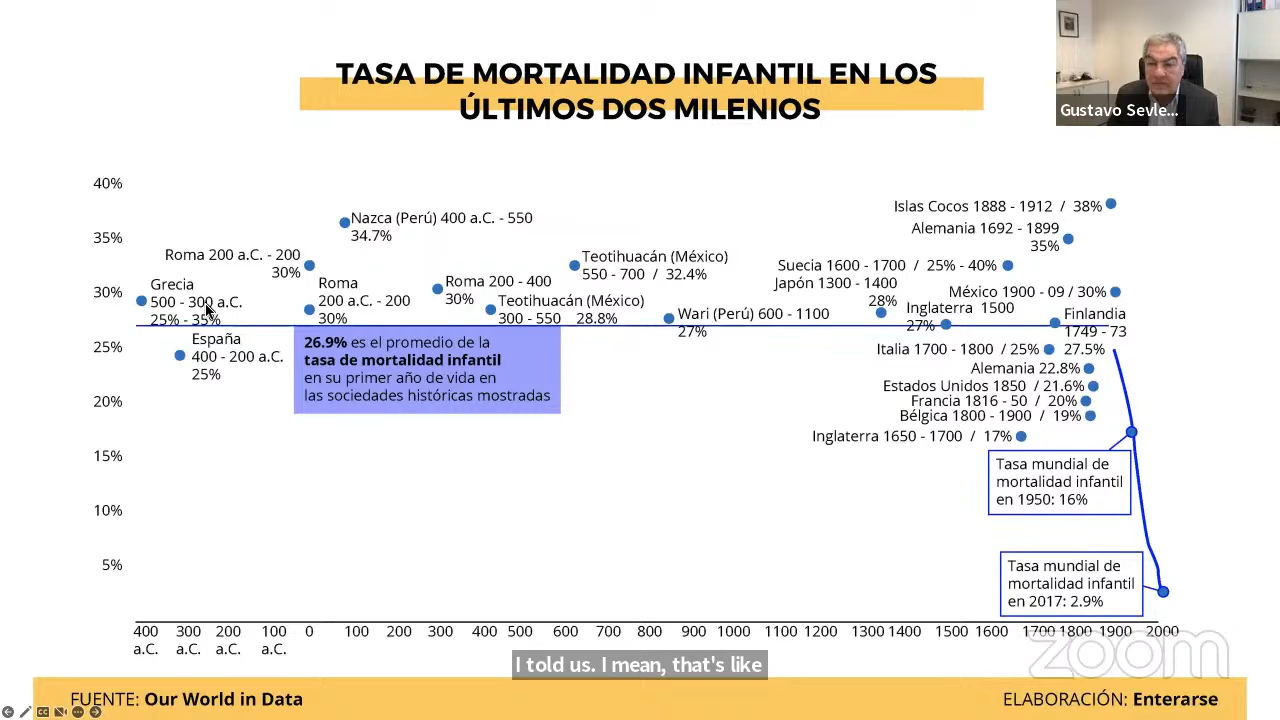 TASA DE MORTALIDAD INFANTIL EN LOS
ÚLTIMOS DOS MILENIOS
Gustavo Sevle...
40%
35%
30%
25%
20%
15%
10%
5%
Grecia
500 - 300 a.C.
25% - 35%
España
400 - 200 a.C.
25%
Roma 200 a.C. - 200
30%
Roma
200 a.C. - 200
30%
Nazca (Perú) 400 a.C. - 550
34.7%
Roma 200 - 400
30%
Teotihuacán (México)
300 - 550 28.8%
Teotihuacán (México)
550 - 700 / 32.4%
Wari (Perú) 600 - 1100
27%
Islas Cocos 1888 - 1912 / 38%
Alemania 1692 - 1899
35%
Suecia 1600 - 1700 / 25% - 40%
Japón 1300 - 1400
28%
México 1900 - 09 / 30%
Inglaterra 1500
27%
Finlandia
1749 - 73
27.5%
Italia 1700 - 1800 / 25%
Alemania 22.8%
Estados Unidos 1850 / 21.6%
Francia 1816 - 50 / 20%
Bélgica 1800 - 1900 / 19%
Inglaterra 1650 - 1700 / 17%
26.9% es el promedio de la
tasa de mortalidad infantil
en su primer año de vida en
las sociedades históricas mostradas
Tasa mundial de
mortalidad infantil
en 1950: 16%
Tasa mundial de
mortalidad infantil
en 2017: 2.9%
400 a.C. 300 a.C. 200 a.C. 100 a.C. 0 100 200 300 400 500 600 700 800 900 1000 1100 1200 1300 1400 1500 1600 1700 1800 1900 2000
I told us. I mean, that's like
zoom
FUENTE: Our World in Data
ELABORACIÓN: Enterarse